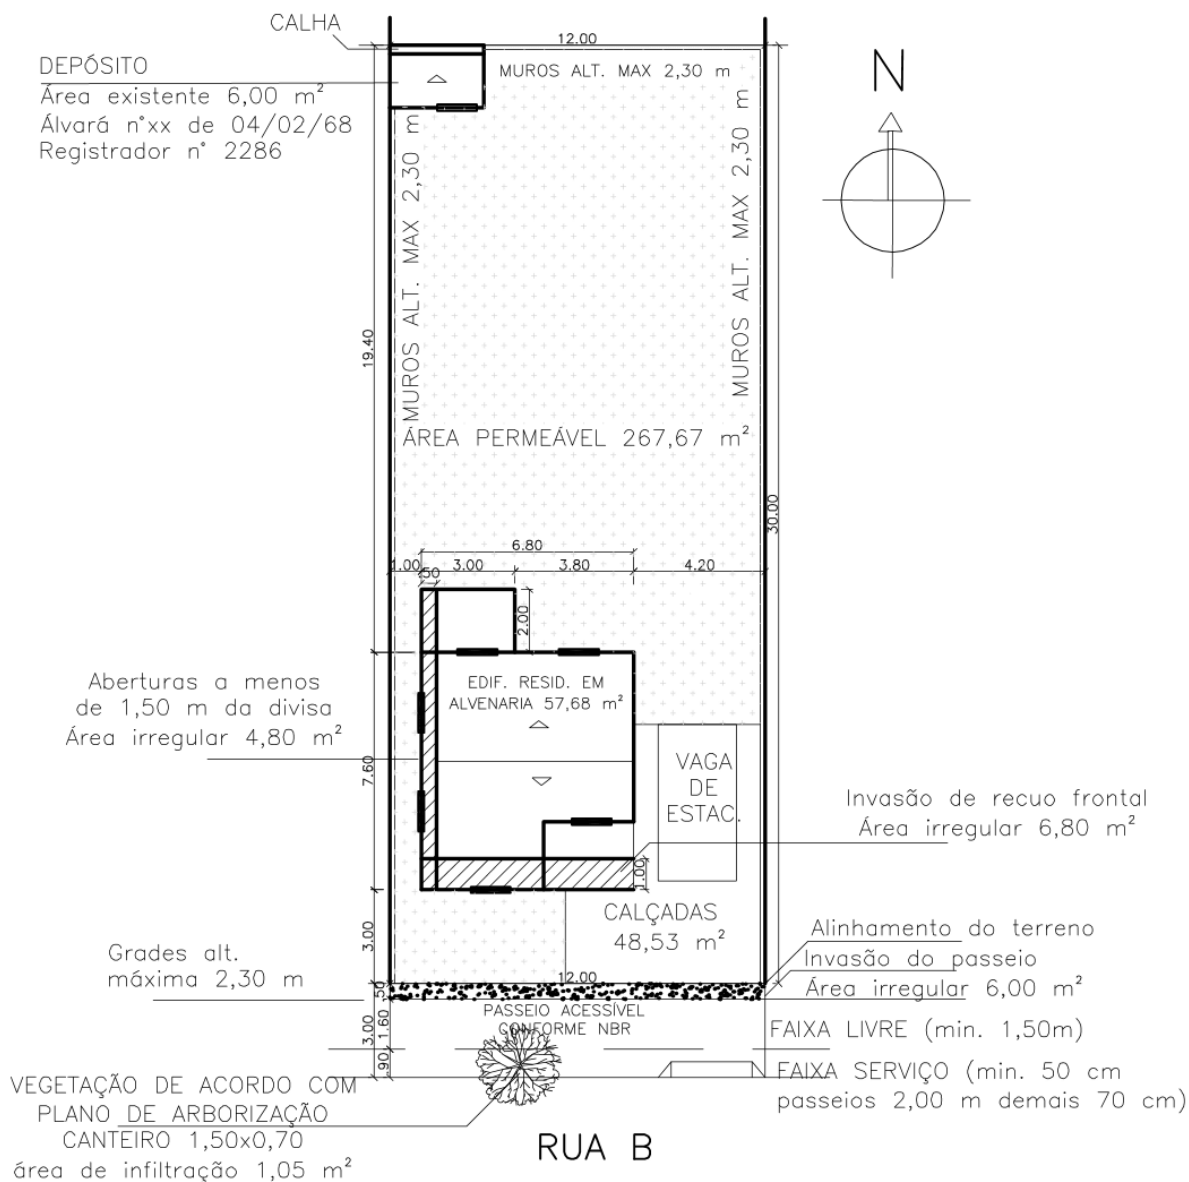 CALHA
12.00
DEPÓSITO
Área existente 6,00 m²
Álvará n°xx de 04/02/68
Registrador n° 2286
MUROS ALT. MAX 2,30 m
N
MUROS ALT. MAX 2,30 m
MUROS ALT. MAX 2,30 m
19.40
ÁREA PERMEÁVEL 267,67 m²
30.00
6.80
1.00
3.00
3.80
4.20
.50
2.00
EDIF. RESID. EM
ALVENARIA 57,68 m²
Aberturas a menos
de 1,50 m da divisa
Área irregular 4,80 m²
7.60
VAGA
DE
ESTAC.
Invasão de recuo frontal
Área irregular 6,80 m²
1.00
CALÇADAS
48,53 m²
3.00
Grades alt.
máxima 2,30 m
Alinhamento do terreno
Invasão do passeio
Área irregular 6,00 m²
12.00
.50
PASSEIO ACESSÍVEL
CONFORME NBR
3.00
1.60
.90
FAIXA LIVRE (min. 1,50m)
FAIXA SERVIÇO (min. 50 cm
passeios 2,00 m demais 70 cm)
VEGETAÇÃO DE ACORDO COM
PLANO DE ARBORIZAÇÃO
CANTEIRO 1,50x0,70
área de infiltração 1,05 m²
RUA B